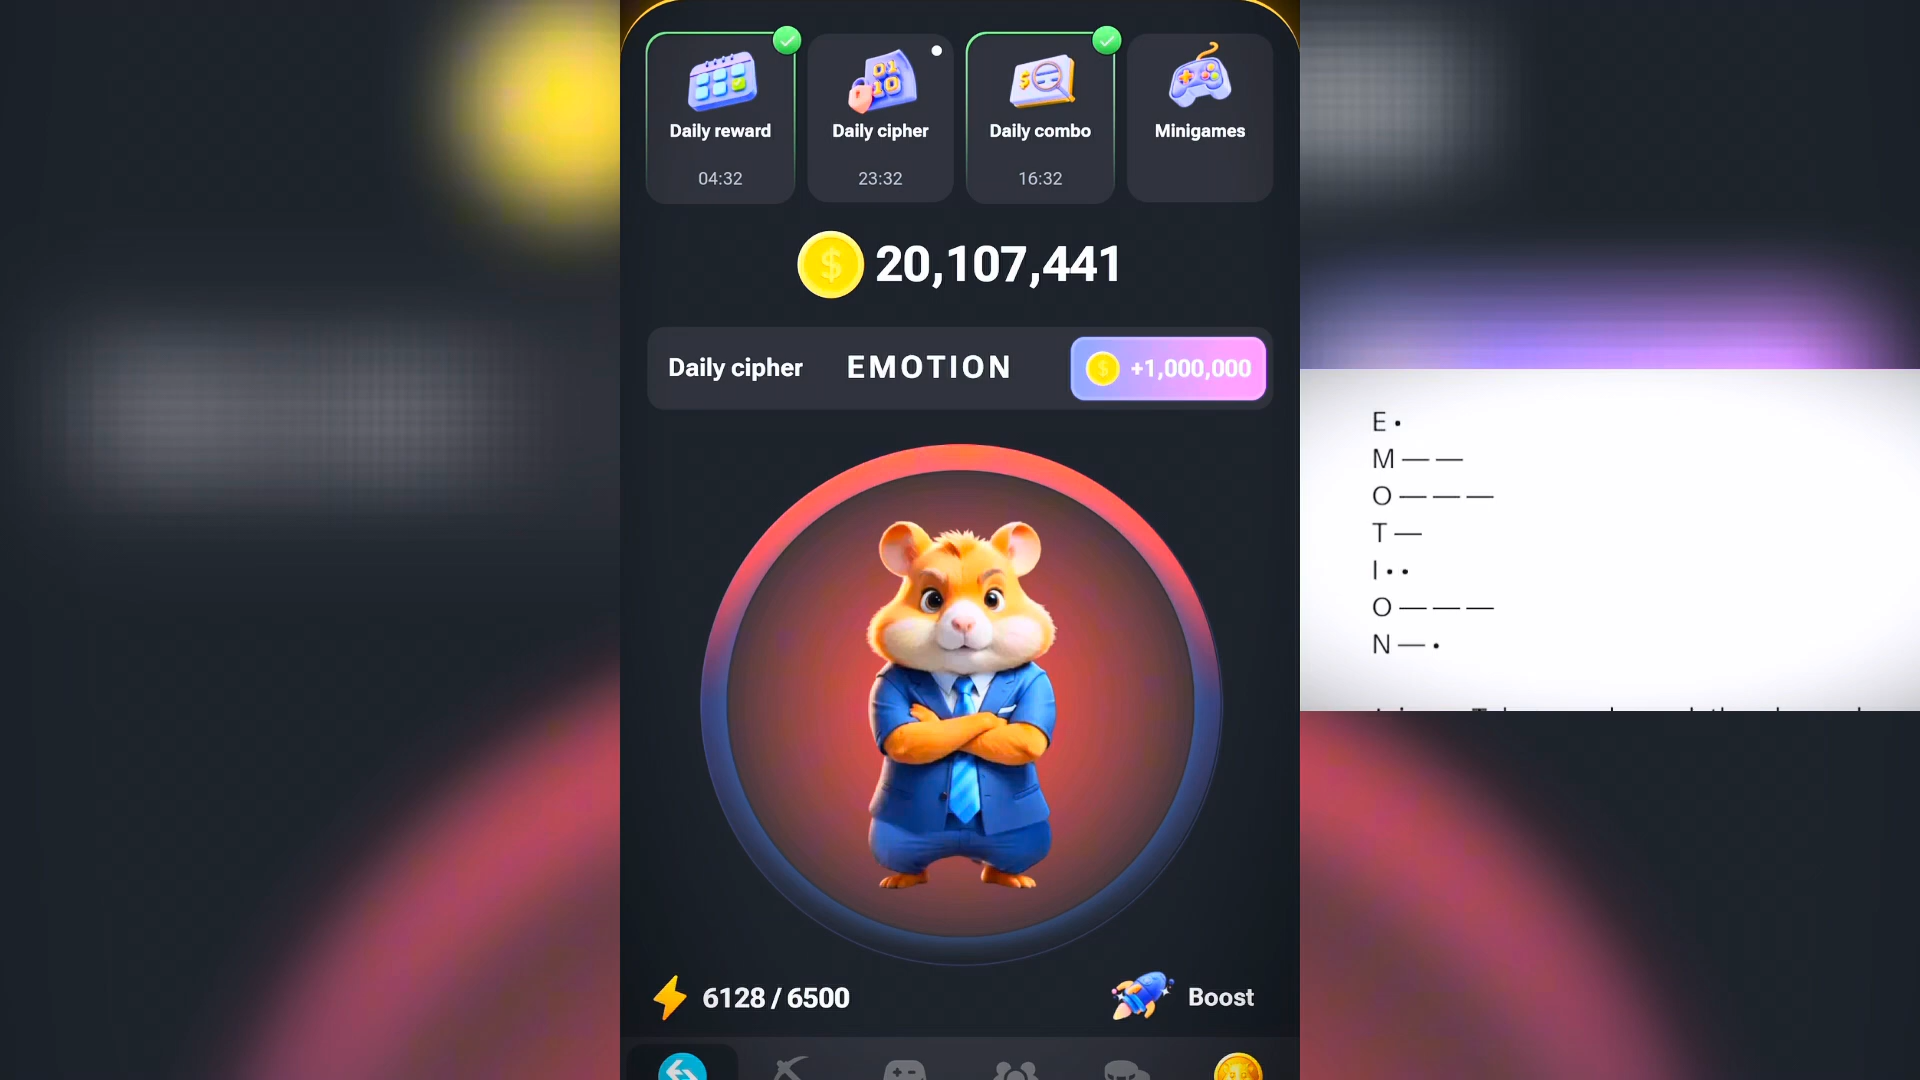 Daily reward
04:32
Daily cipher
23:32
Daily combo
16:32
Minigames
20,107,441
Daily cipher EMOTION +1,000,000
E •
M — —
O — — —
T —
I • •
O — — —
N — •
6128 / 6500
Boost